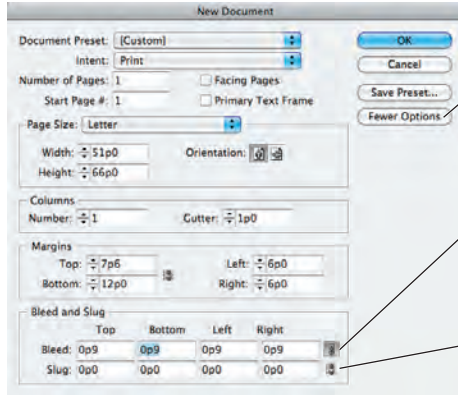 New Document
Document Preset: [Custom] OK
Intent: Print Cancel
Number of Pages: 1 Facing Pages Save Preset...
Start Page #: 1 Primary Text Frame
Fewer Options
Page Size: Letter
Width: 51p0 Orientation:
Height: 66p0
Columns
Number: 1 Gutter: 1p0
Margins
Top: 7p6 Left: 6p0
Bottom: 12p0 Right: 6p0
Bleed and Slug
Top Bottom Left Right
Bleed: 0p9 0p9 0p9 0p9
Slug: 0p0 0p0 0p0 0p0